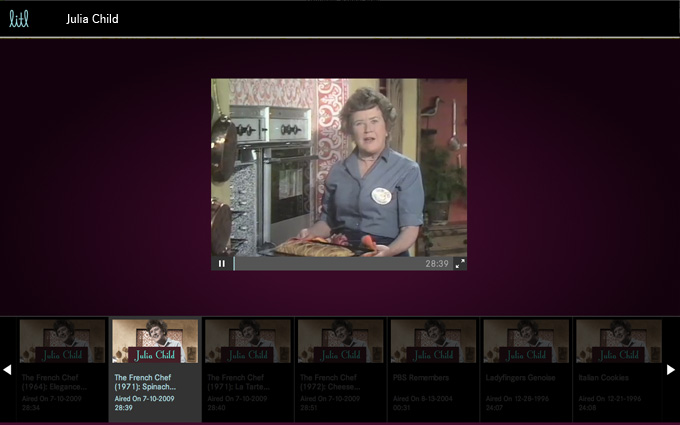 litl Julia Child
28:39
Julia Child Julia Child Julia Child Julia Child Julia Child Julia Child Julia Child
The French Chef
(1964): Elegance...
Aired On 7-10-2009
28:34
The French Chef
(1971): Spinach...
Aired On 7-10-2009
28:39
The French Chef
(1971): La Tarte...
Aired On 7-10-2009
28:40
The French Chef
(1972): Cheese...
Aired On 7-10-2009
28:51
PBS Remembers
Aired On 8-13-2004
00:31
Ladyfingers Genoise
Aired On 12-28-1996
24:07
Italian Cookies
Aired On 12-21-1996
24:08